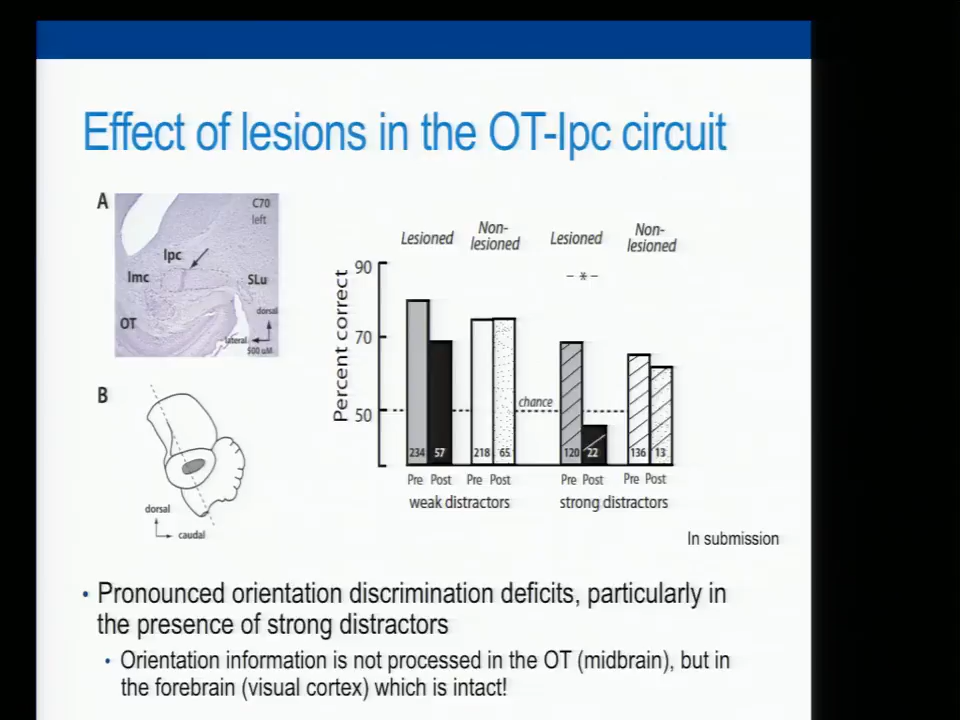 Effect of lesions in the OT-Ipc circuit
A
C70
left
Ipc
Imc
SLu
OT
dorsal
lateral
500 uM
B
dorsal
caudal
Lesioned
Non-
lesioned
Lesioned
Non-
lesioned
- * -
Percent correct
90
70
50
chance
234
57
218
65
120
22
136
13
Pre Post
Pre Post
Pre Post
Pre Post
weak distractors
strong distractors
In submission
• Pronounced orientation discrimination deficits, particularly in
the presence of strong distractors
• Orientation information is not processed in the OT (midbrain), but in
the forebrain (visual cortex) which is intact!